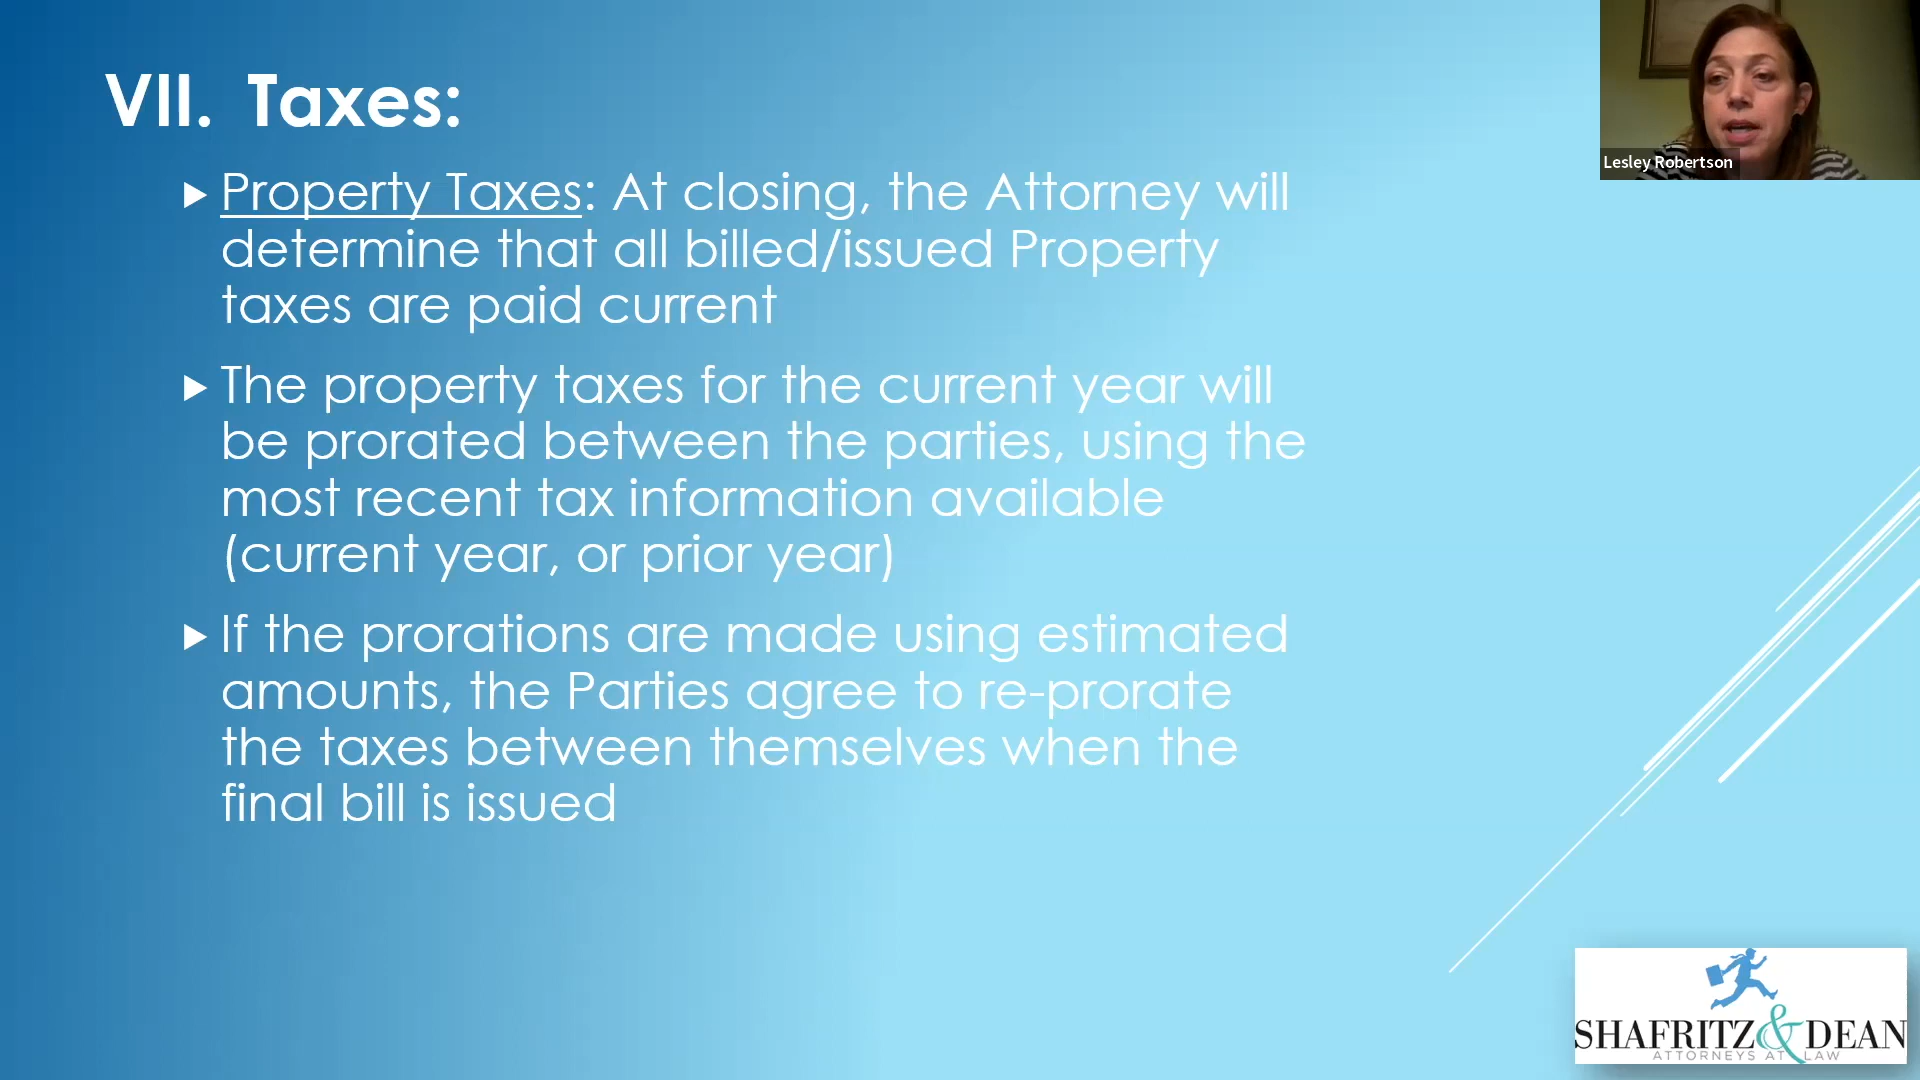 VII. Taxes:
Lesley Robertson
Property Taxes: At closing, the Attorney will
determine that all billed/issued Property
taxes are paid current
The property taxes for the current year will
be prorated between the parties, using the
most recent tax information available
(current year, or prior year)
If the prorations are made using estimated
amounts, the Parties agree to re-prorate
the taxes between themselves when the
final bill is issued
SHAFRITZ & DEAN
ATTORNEYS AT LAW